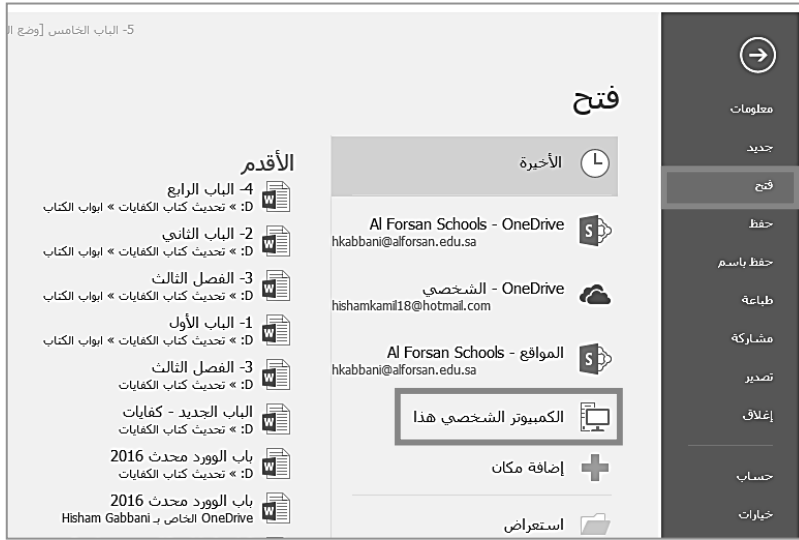 5- الباب الخامس [وضع ال
معلومات
جديد
فتح
حفظ
حفظ باسم
طباعة
مشاركة
تصدير
إغلاق
حساب
خيارات
فتح
الأخيرة
Al Forsan Schools - OneDrive
hkabbani@alforsan.edu.sa
OneDrive - الشخصي
hishamkamil18@hotmail.com
المواقع - Al Forsan Schools
hkabbani@alforsan.edu.sa
الكمبيوتر الشخصي هذا
إضافة مكان
استعراض
الأقدم
4- الباب الرابع
D: » تحديث كتاب الكفايات » ابواب الكتاب
2- الباب الثاني
D: » تحديث كتاب الكفايات » ابواب الكتاب
3- الفصل الثالث
D: » تحديث كتاب الكفايات » ابواب الكتاب
1- الباب الأول
D: » تحديث كتاب الكفايات » ابواب الكتاب
3- الفصل الثالث
D: » تحديث كتاب الكفايات
الباب الجديد - كفايات
D: » تحديث كتاب الكفايات
باب الوورد محدث 2016
D: » تحديث كتاب الكفايات
باب الوورد محدث 2016
OneDrive الخاص بـ Hisham Gabbani